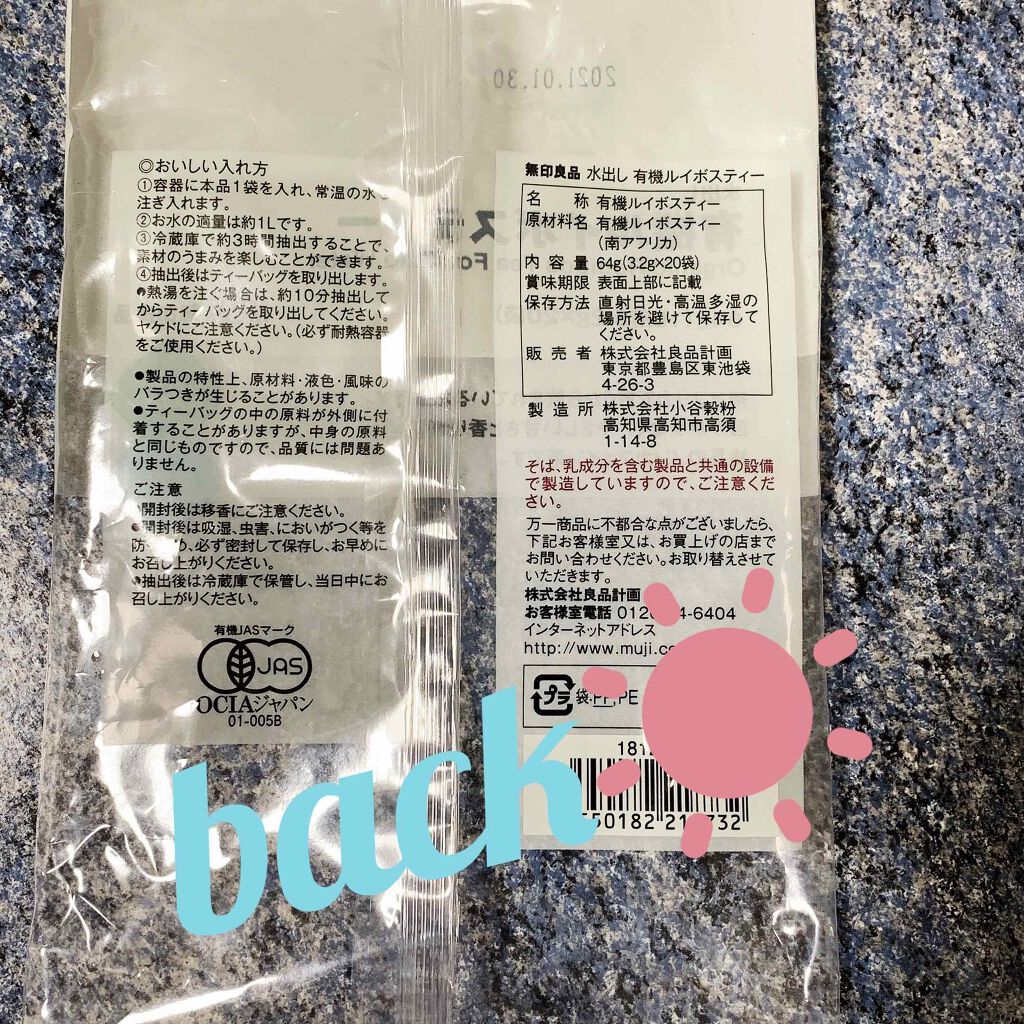 2021.01.30
◎おいしい入れ方
①容器に本品1袋を入れ、常温の水
注ぎ入れます。
②お水の適量は約1Lです。
③冷蔵庫で約3時間抽出することで、
素材のうまみを楽しむことができます。
④抽出後はティーバッグを取り出します。
●熱湯を注ぐ場合は、約10分抽出して
からティーバッグを取り出してください。
ヤケドにご注意ください。(必ず耐熱容器
をご使用ください。)
●製品の特性上、原材料・液色・風味の
バラつきが生じることがあります。
●ティーバッグの中の原料が外側に付
着することがありますが、中身の原料
と同じものですので、品質には問題あ
りません。
ご注意
●開封後は移香にご注意ください。
●開封後は吸湿、虫害、においがつく等を
防 め、必ず密封して保存し、お早めに
お召し上がりください。
●抽出後は冷蔵庫で保管し、当日中にお
召し上がりください。
有機JASマーク
JAS
OCIAジャパン
01-005B
無印良品 水出し 有機ルイボスティー
名称 有機ルイボスティー
原材料名 有機ルイボスティー
(南アフリカ)
内容量 64g(3.2g×20袋)
賞味期限 表面上部に記載
保存方法 直射日光・高温多湿の
場所を避けて保存して
ください。
販売者 株式会社良品計画
東京都豊島区東池袋
4-26-3
製造所 株式会社小谷穀粉
高知県高知市高須
1-14-8
そば、乳成分を含む製品と共通の設備
で製造していますので、ご注意くだ
さい。
万一商品に不都合な点がございましたら、
下記お客様室又は、お買上げの店まで
お問い合わせください。お取り替えさせて
いただきます。
株式会社良品計画
お客様室電話 012 4-6404
インターネットアドレス
http://www.muji.c
プラ 袋:PP,PE
181
50182 21 732
back